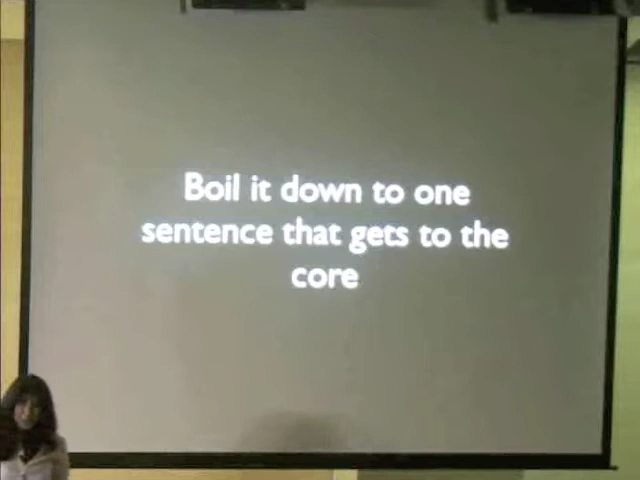 Boil it down to one
sentence that gets to the
core